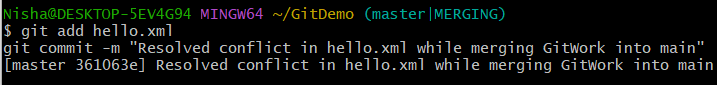 Nisha@DESKTOP-5EV4G94 MINGW64 ~/GitDemo (master|MERGING)
$ git add hello.xml
git commit -m "Resolved conflict in hello.xml while merging GitWork into main"
[master 361063e] Resolved conflict in hello.xml while merging GitWork into main